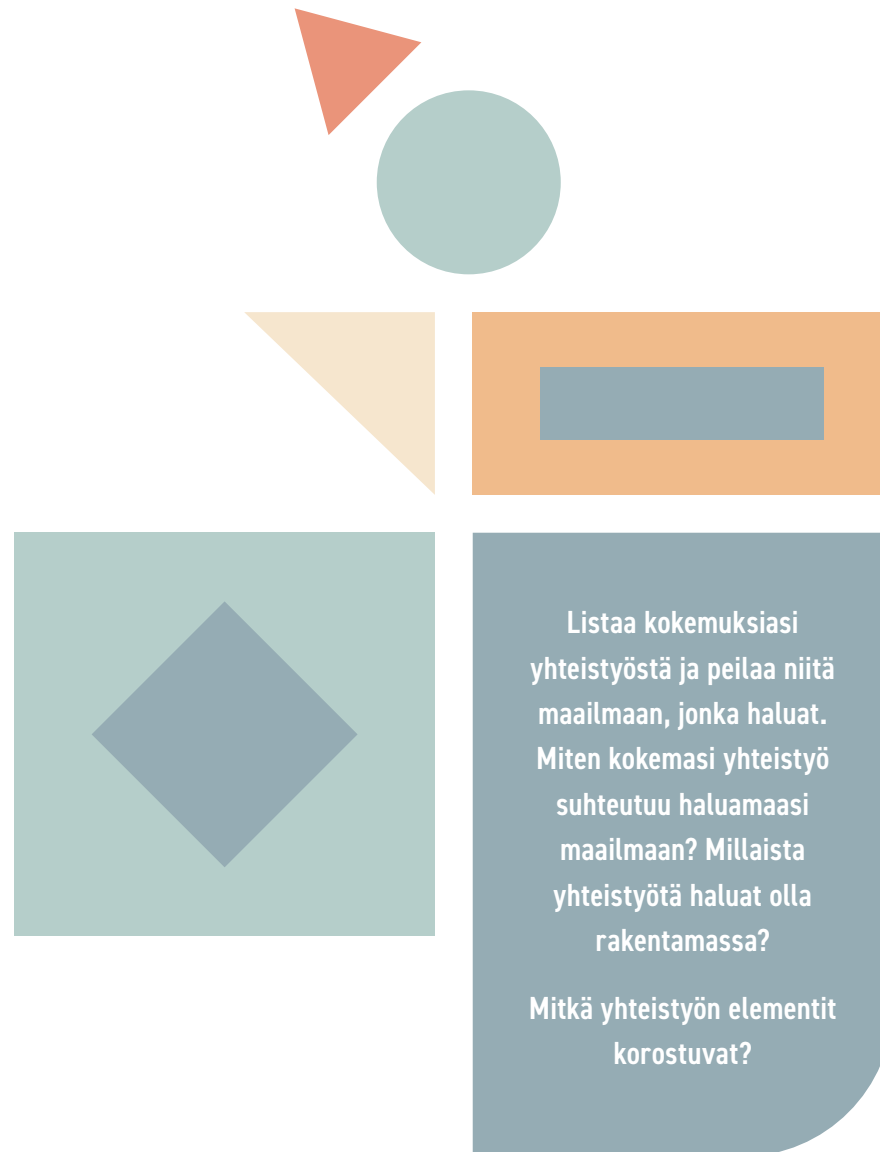 Listaa kokemuksiasi
yhteistyöstä ja peilaa niitä
maailmaan, jonka haluat.
Miten kokemasi yhteistyö
suhteutuu haluamaasi
maailmaan? Millaista
yhteistyötä haluat olla
rakentamassa?
Mitkä yhteistyön elementit
korostuvat?